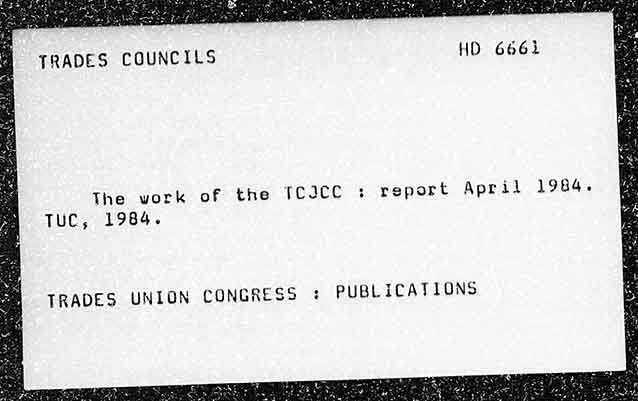 TRADES COUNCILS
HD 6661
The work of the TCJCC : report April 1984.
TUC, 1984.
TRADES UNION CONGRESS : PUBLICATIONS